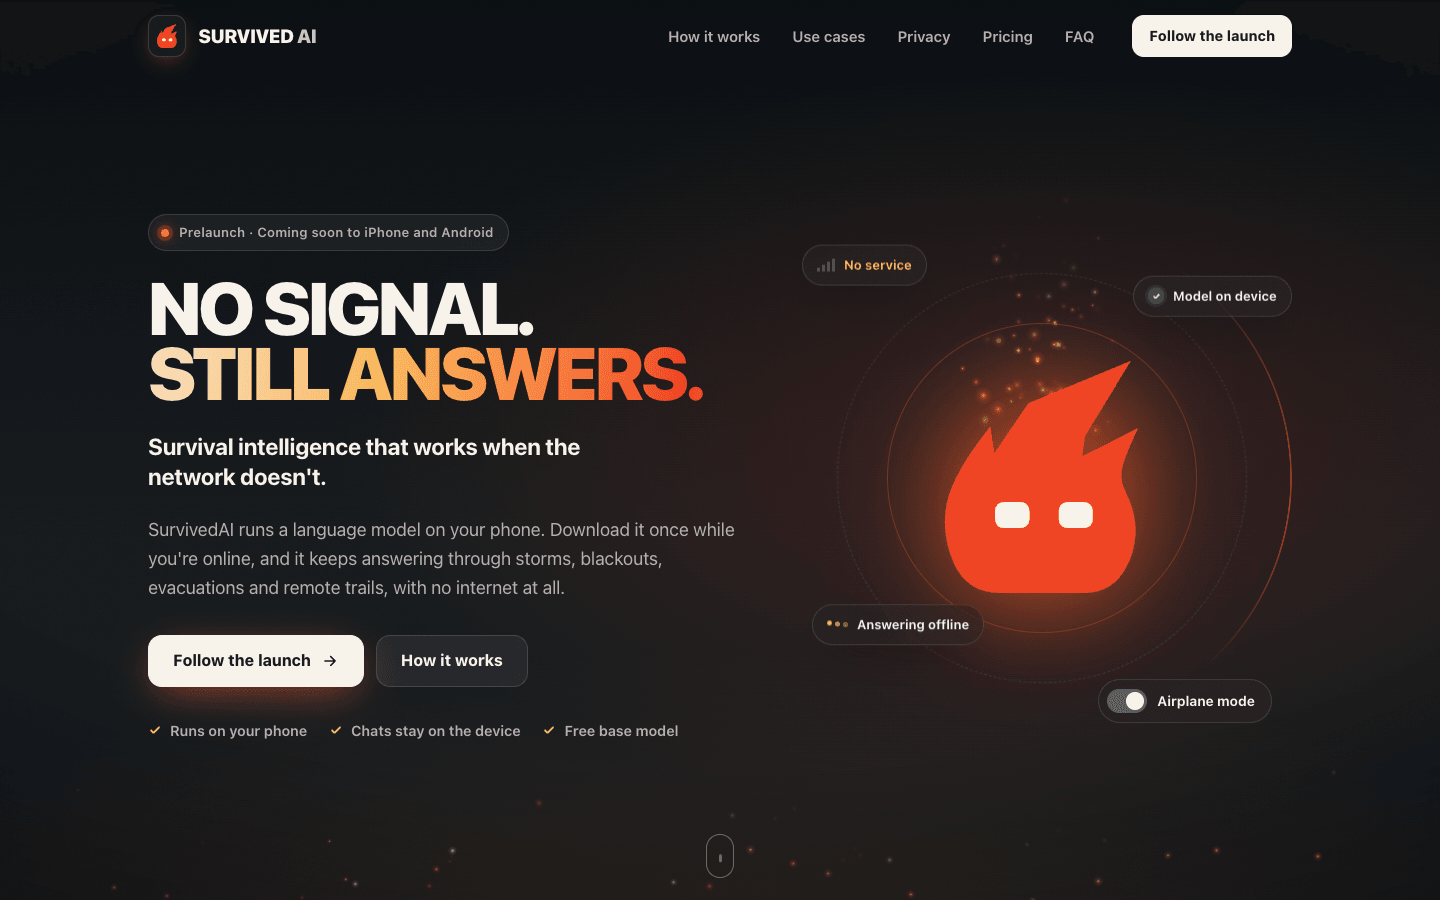 SURVIVED AI
How it works
Use cases
Privacy
Pricing
FAQ
Follow the launch
Prelaunch · Coming soon to iPhone and Android
NO SIGNAL.
STILL ANSWERS.
Survival intelligence that works when the
network doesn't.
SurvivedAI runs a language model on your phone. Download it once while
you're online, and it keeps answering through storms, blackouts,
evacuations and remote trails, with no internet at all.
Follow the launch →
How it works
Runs on your phone
Chats stay on the device
Free base model
No service
Model on device
Answering offline
Airplane mode